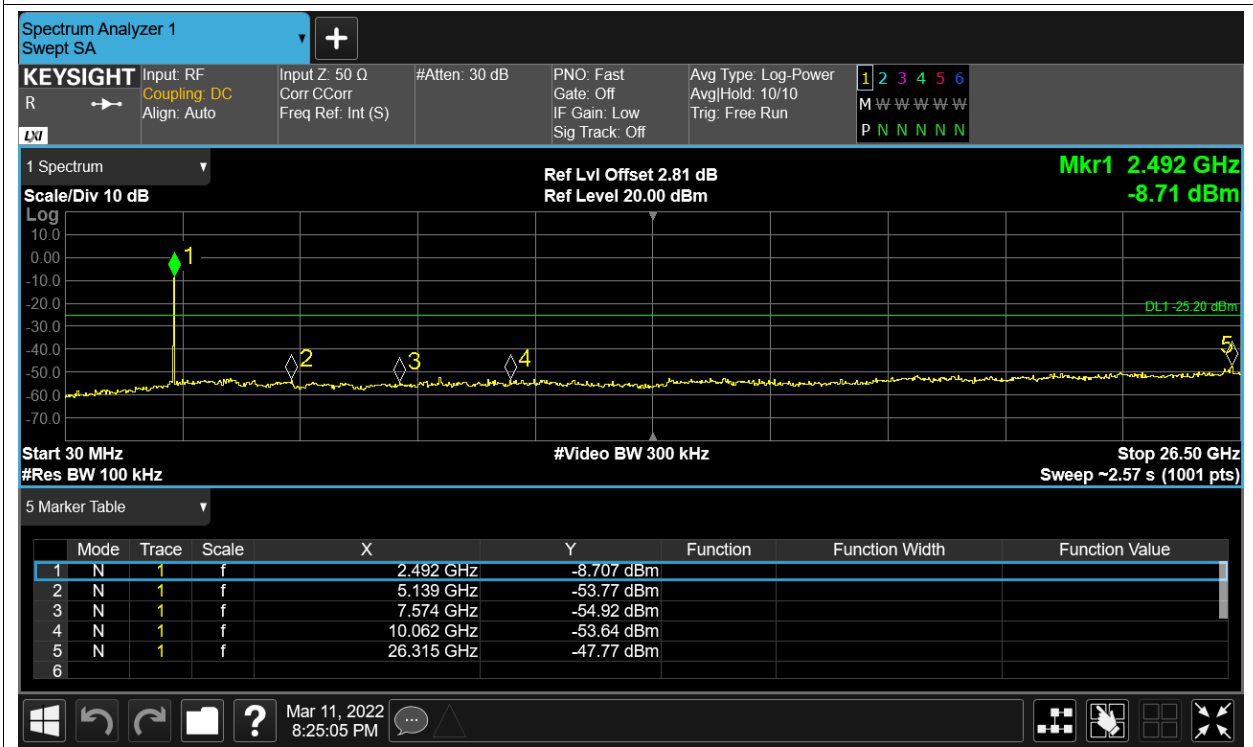 Spectrum Analyzer 1
Swept SA
KEYSIGHT
R
LXI
Input: RF
Coupling: DC
Align: Auto
Input Z: 50 Ω
Corr CCorr
Freq Ref: Int (S)
#Atten: 30 dB
PNO: Fast
Gate: Off
IF Gain: Low
Sig Track: Off
Avg Type: Log-Power
Avg|Hold: 10/10
Trig: Free Run
1 2 3 4 5 6
M W W W W W W
P N N N N N N
1 Spectrum
Scale/Div 10 dB
Ref Lvl Offset 2.81 dB
Ref Level 20.00 dBm
Mkr1 2.492 GHz
-8.71 dBm
Log
10.0
0.00
-10.0
-20.0
-30.0
-40.0
-50.0
-60.0
-70.0
1
2
3
4
5
DL1 -25.20 dBm
Start 30 MHz
#Video BW 300 kHz
Stop 26.50 GHz
#Res BW 100 kHz
Sweep ~2.57 s (1001 pts)
5 Marker Table
Mode Trace Scale X Y Function Function Width Function Value
1 N 1 f 2.492 GHz -8.707 dBm
2 N 1 f 5.139 GHz -53.77 dBm
3 N 1 f 7.574 GHz -54.92 dBm
4 N 1 f 10.062 GHz -53.64 dBm
5 N 1 f 26.315 GHz -47.77 dBm
6
?
Mar 11, 2022
8:25:05 PM